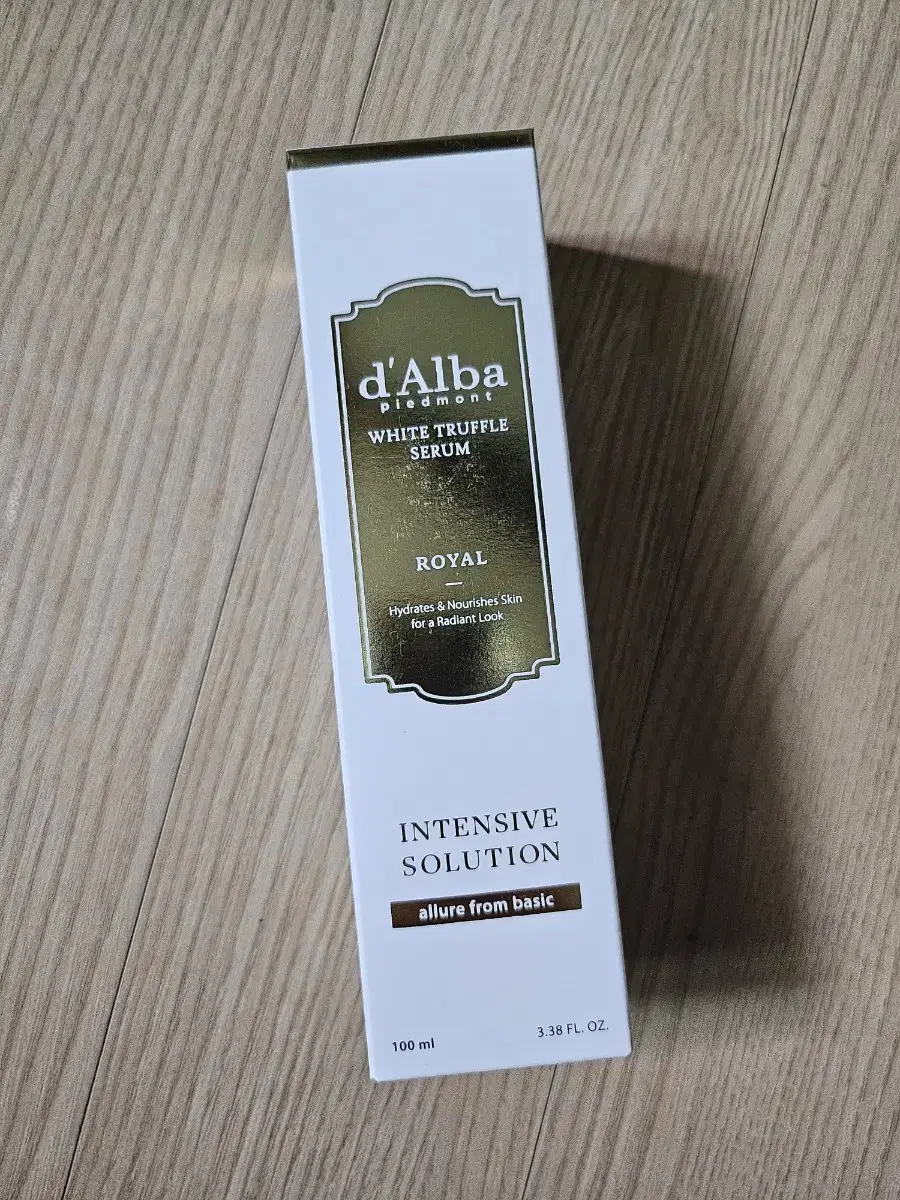 d'Alba
piedmont
WHITE TRUFFLE
SERUM
ROYAL
Hydrates & Nourishes Skin
for a Radiant Look
INTENSIVE
SOLUTION
allure from basic
100 ml
3.38 FL. OZ.